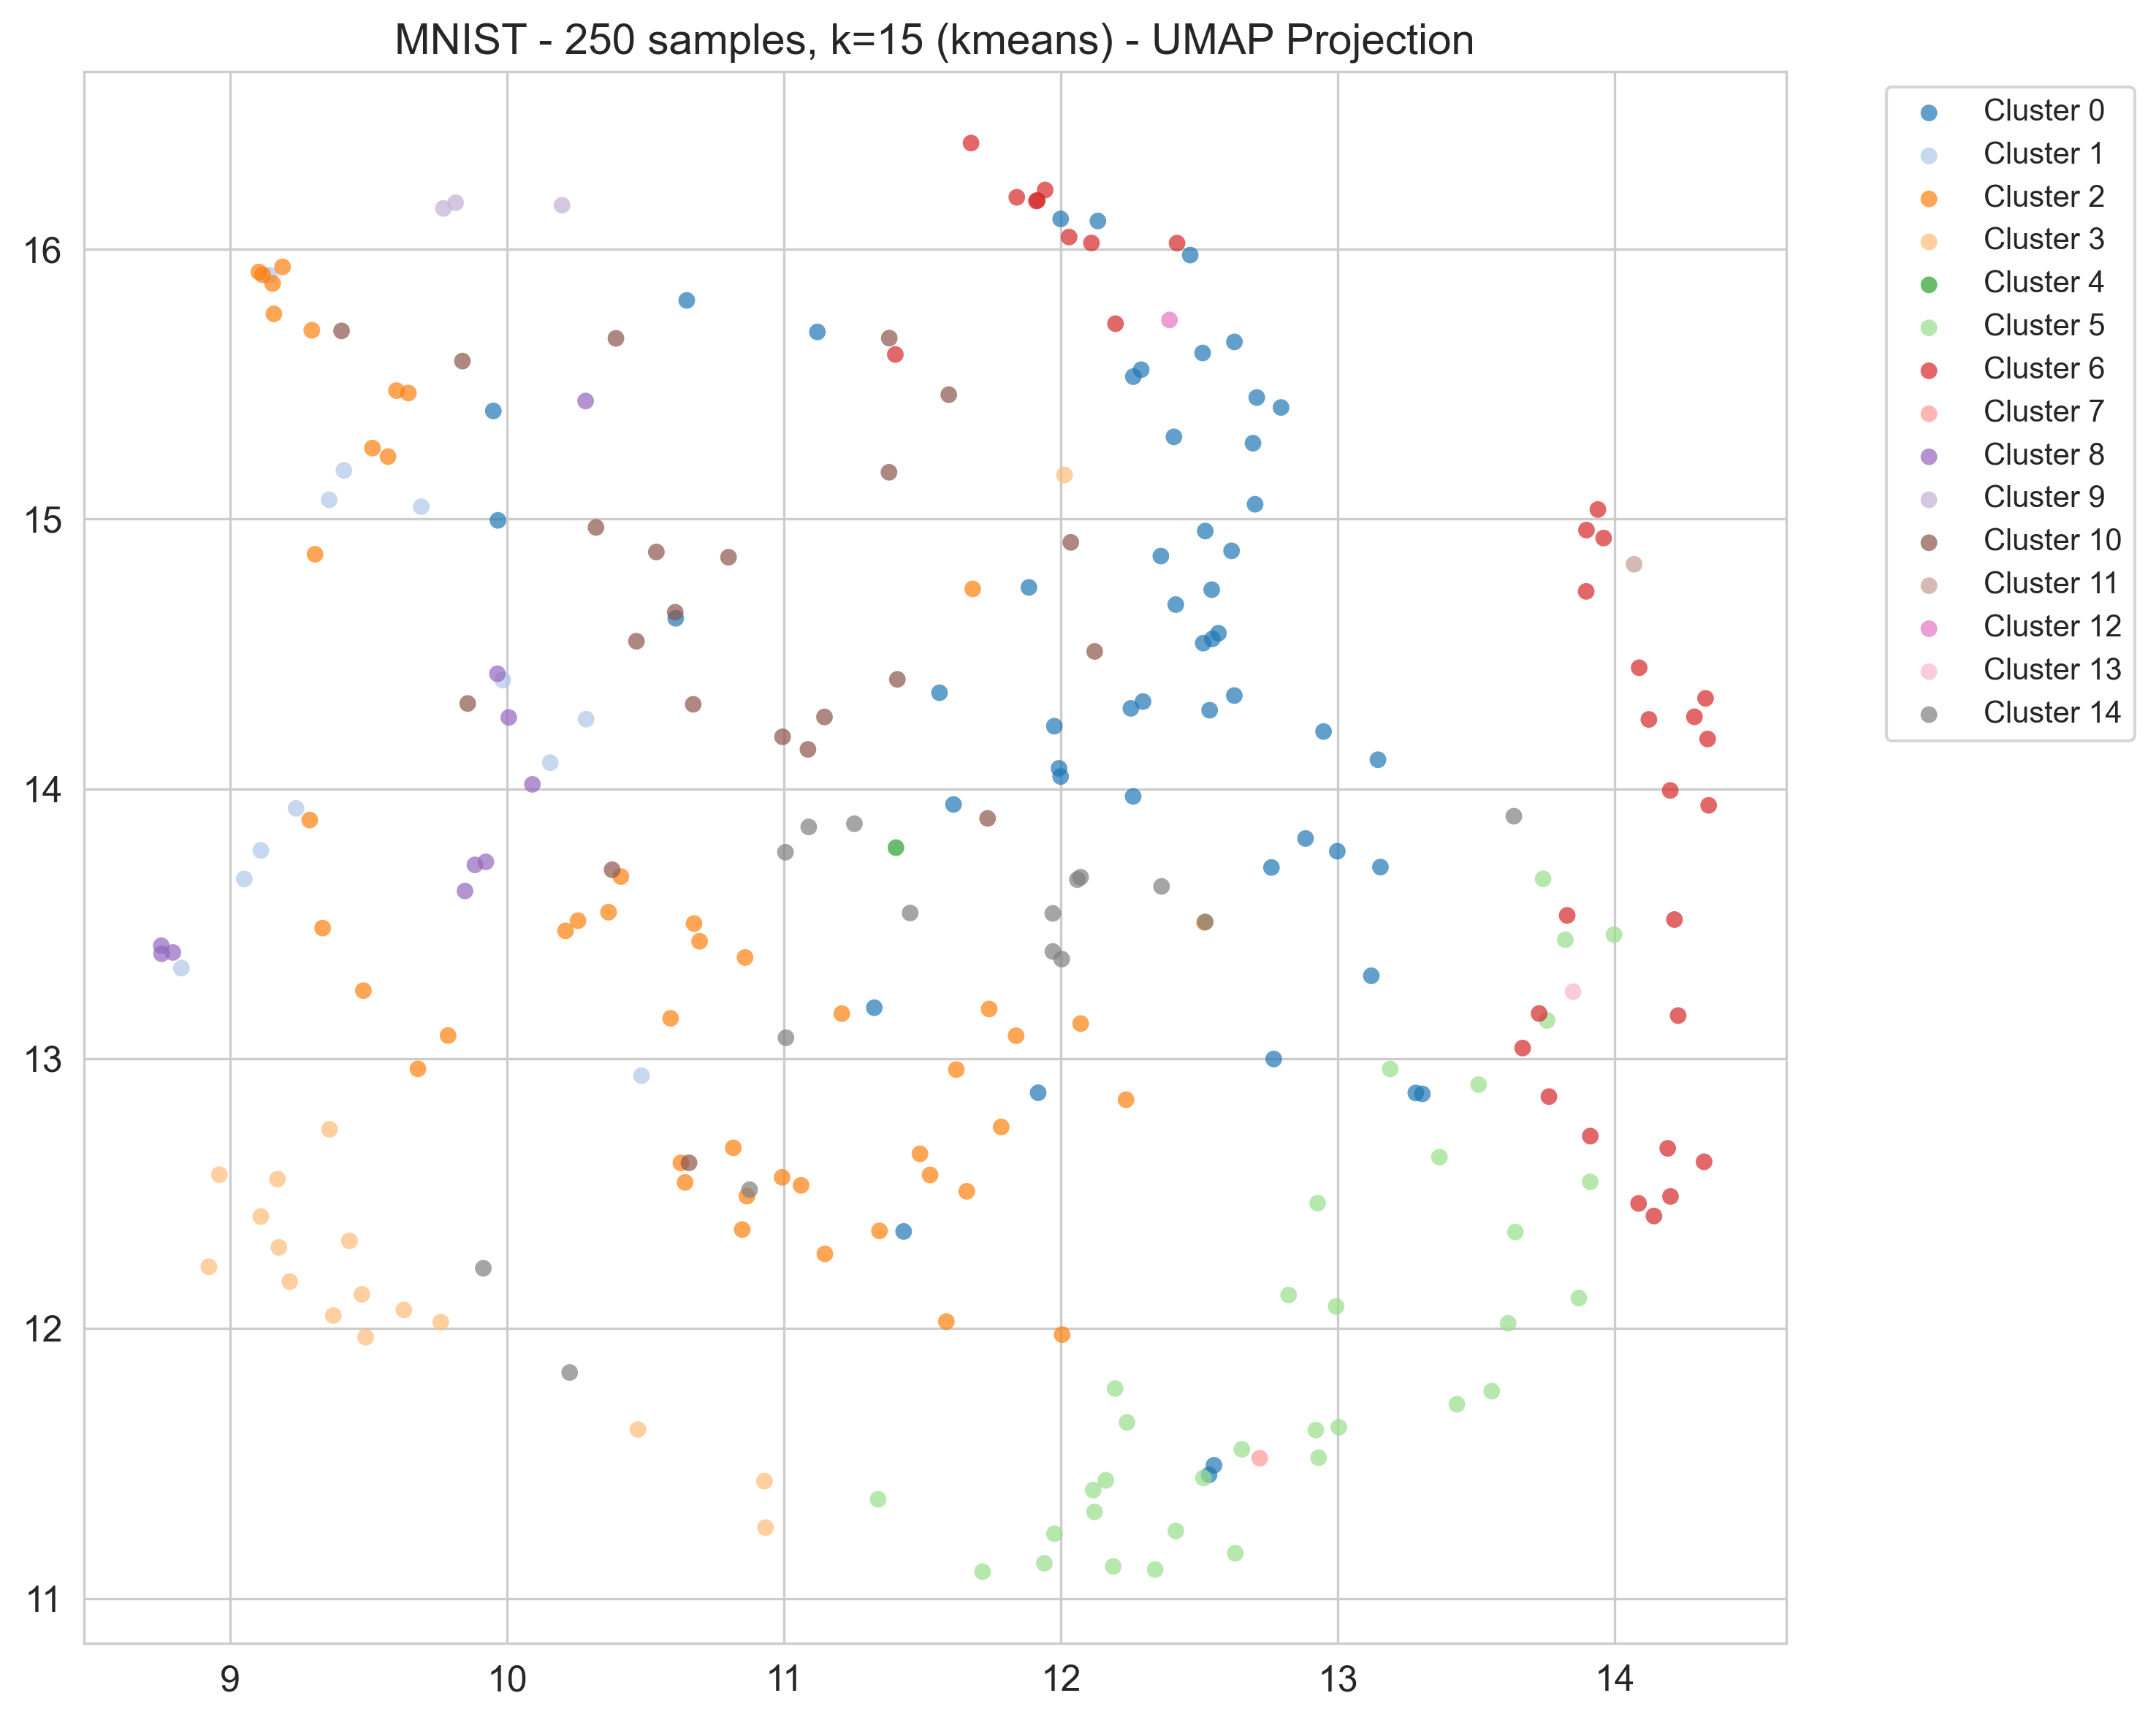 MNIST - 250 samples, k=15 (kmeans) - UMAP Projection
Cluster 0
Cluster 1
Cluster 2
Cluster 3
Cluster 4
Cluster 5
Cluster 6
Cluster 7
Cluster 8
Cluster 9
Cluster 10
Cluster 11
Cluster 12
Cluster 13
Cluster 14
16
15
14
13
12
11
9 10 11 12 13 14